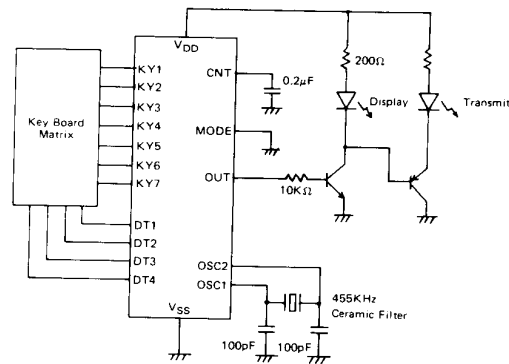 VDD
200Ω
CNT
0.2μF
Display
Transmit
Key Board
Matrix
KY1
KY2
KY3
KY4
KY5
KY6
KY7
MODE
OUT
10KΩ
DT1
DT2
DT3
DT4
OSC2
OSC1
455KHz
Ceramic Filter
VSS
100pF
100pF